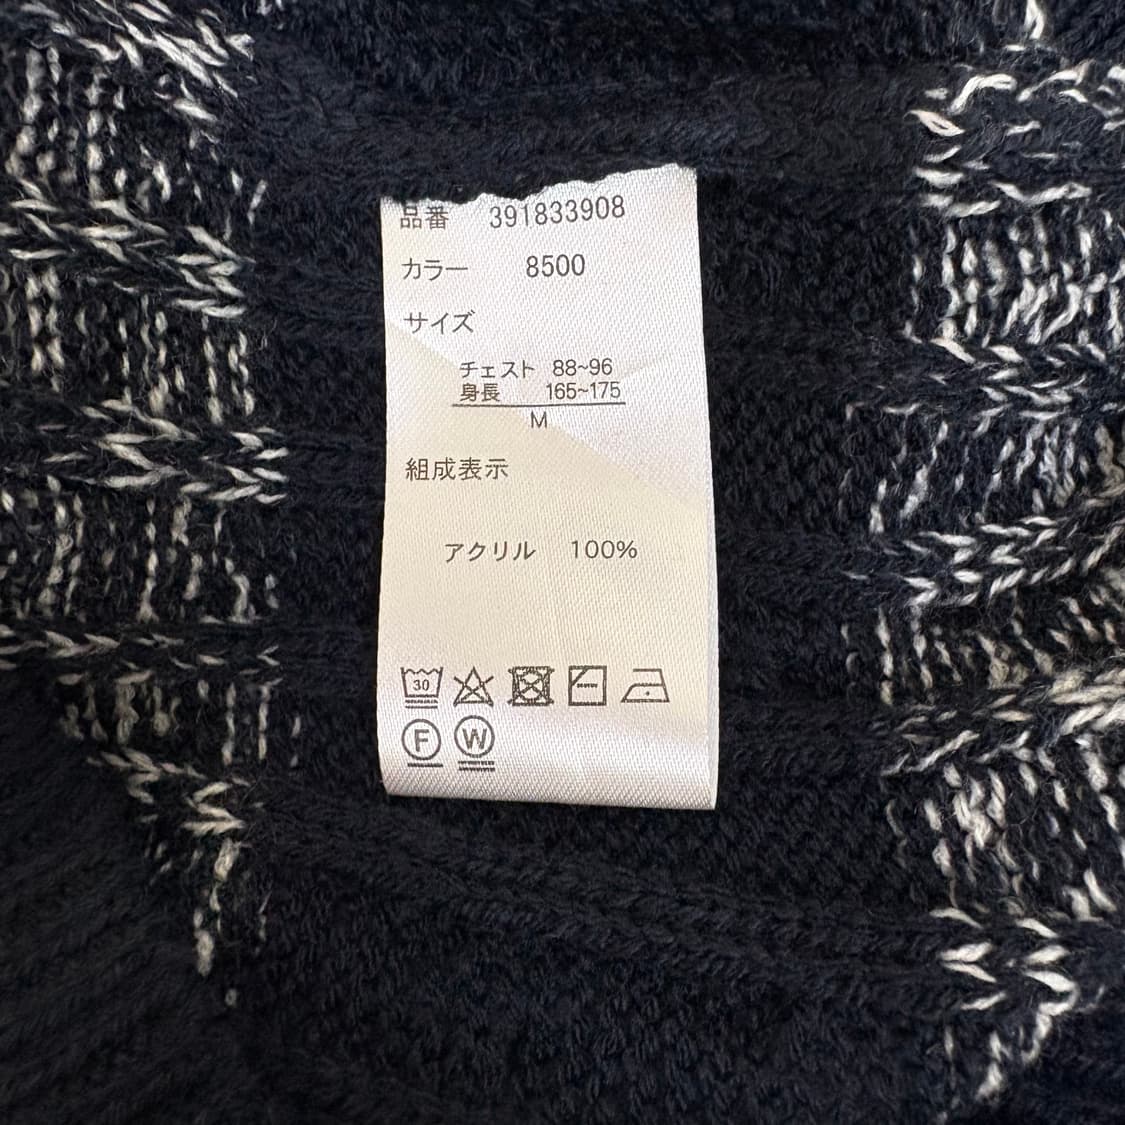 品番 391833908
カラー 8500
サイズ
チェスト 88~96
身長 165~175
M
組成表示
アクリル 100%
30
F W